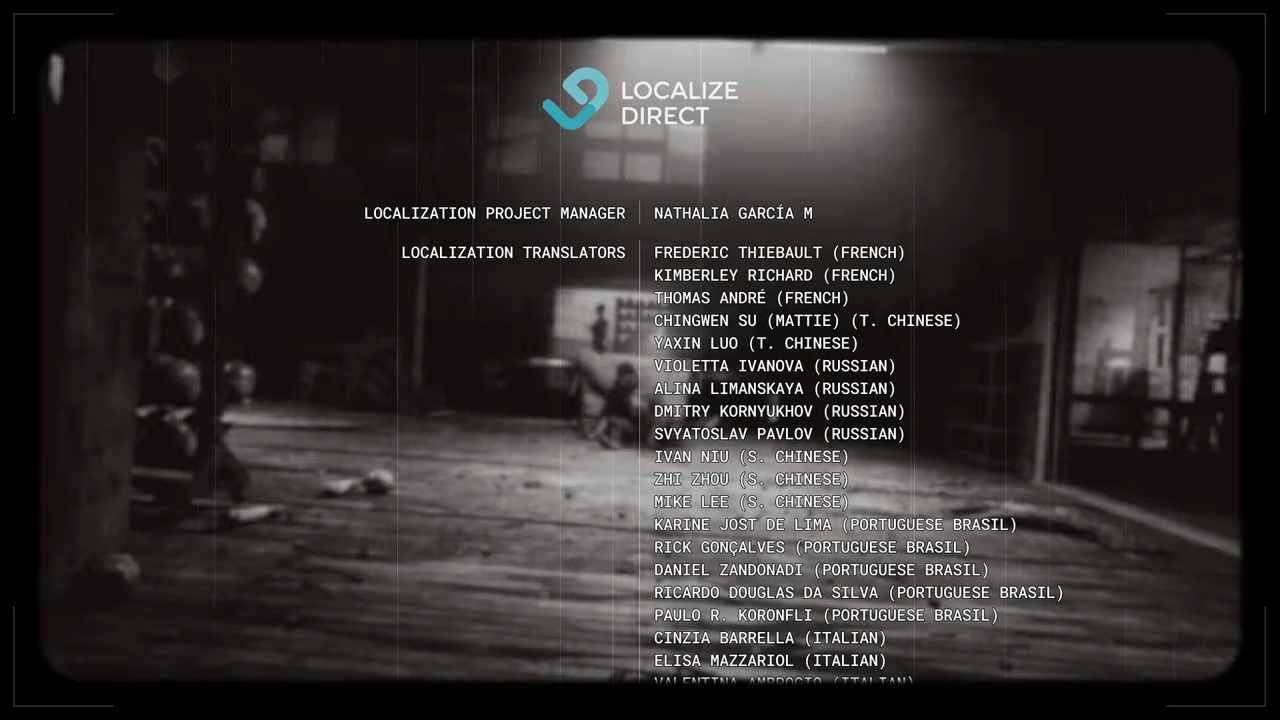 LOCALIZE
DIRECT
LOCALIZATION PROJECT MANAGER NATHALIA GARCÍA M
LOCALIZATION TRANSLATORS FREDERIC THIEBAULT (FRENCH)
KIMBERLEY RICHARD (FRENCH)
THOMAS ANDRÉ (FRENCH)
CHINGWEN SU (MATTIE) (T. CHINESE)
YAXIN LUO (T. CHINESE)
VIOLETTA IVANOVA (RUSSIAN)
ALINA LIMANSKAYA (RUSSIAN)
DMITRY KORNYUKHOV (RUSSIAN)
SVYATOSLAV PAVLOV (RUSSIAN)
IVAN NIU (S. CHINESE)
ZHI ZHOU (S. CHINESE)
MIKE LEE (S. CHINESE)
KARINE JOST DE LIMA (PORTUGUESE BRASIL)
RICK GONÇALVES (PORTUGUESE BRASIL)
DANIEL ZANDONADI (PORTUGUESE BRASIL)
RICARDO DOUGLAS DA SILVA (PORTUGUESE BRASIL)
PAULO R. KORONFLI (PORTUGUESE BRASIL)
CINZIA BARRELLA (ITALIAN)
ELISA MAZZARIOL (ITALIAN)
VALENTINA AMBROGIO (ITALIAN)